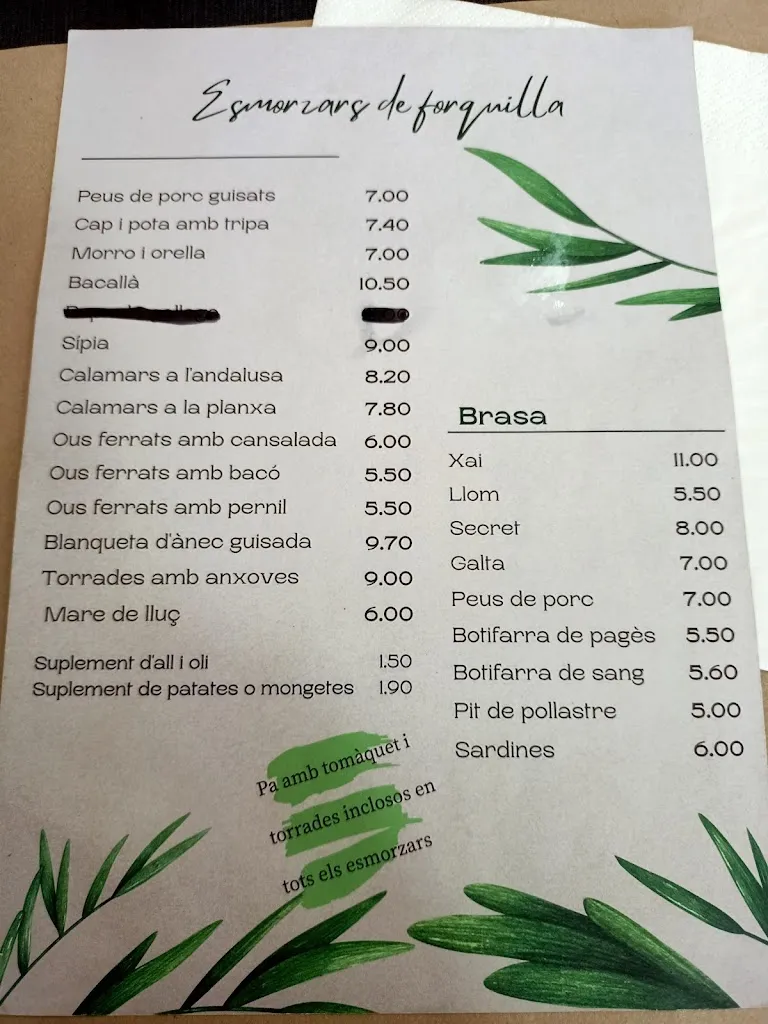 Esmorzars de forquilla
Peus de porc guisats 7.00
Cap i pota amb tripa 7.40
Morro i orella 7.00
Bacallà 10.50
Sípia 9.00
Calamars a l'andalusa 8.20
Calamars a la planxa 7.80
Ous ferrats amb cansalada 6.00
Ous ferrats amb bacó 5.50
Ous ferrats amb pernil 5.50
Blanqueta d'ànec guisada 9.70
Torrades amb anxoves 9.00
Mare de lluç 6.00
Suplement d'all i oli 1.50
Suplement de patates o mongetes 1.90
Brasa
Xai 11.00
Llom 5.50
Secret 8.00
Galta 7.00
Peus de porc 7.00
Botifarra de pagès 5.50
Botifarra de sang 5.60
Pit de pollastre 5.00
Sardines 6.00
Pa amb tomàquet i
torrades inclosos en
tots els esmorzars